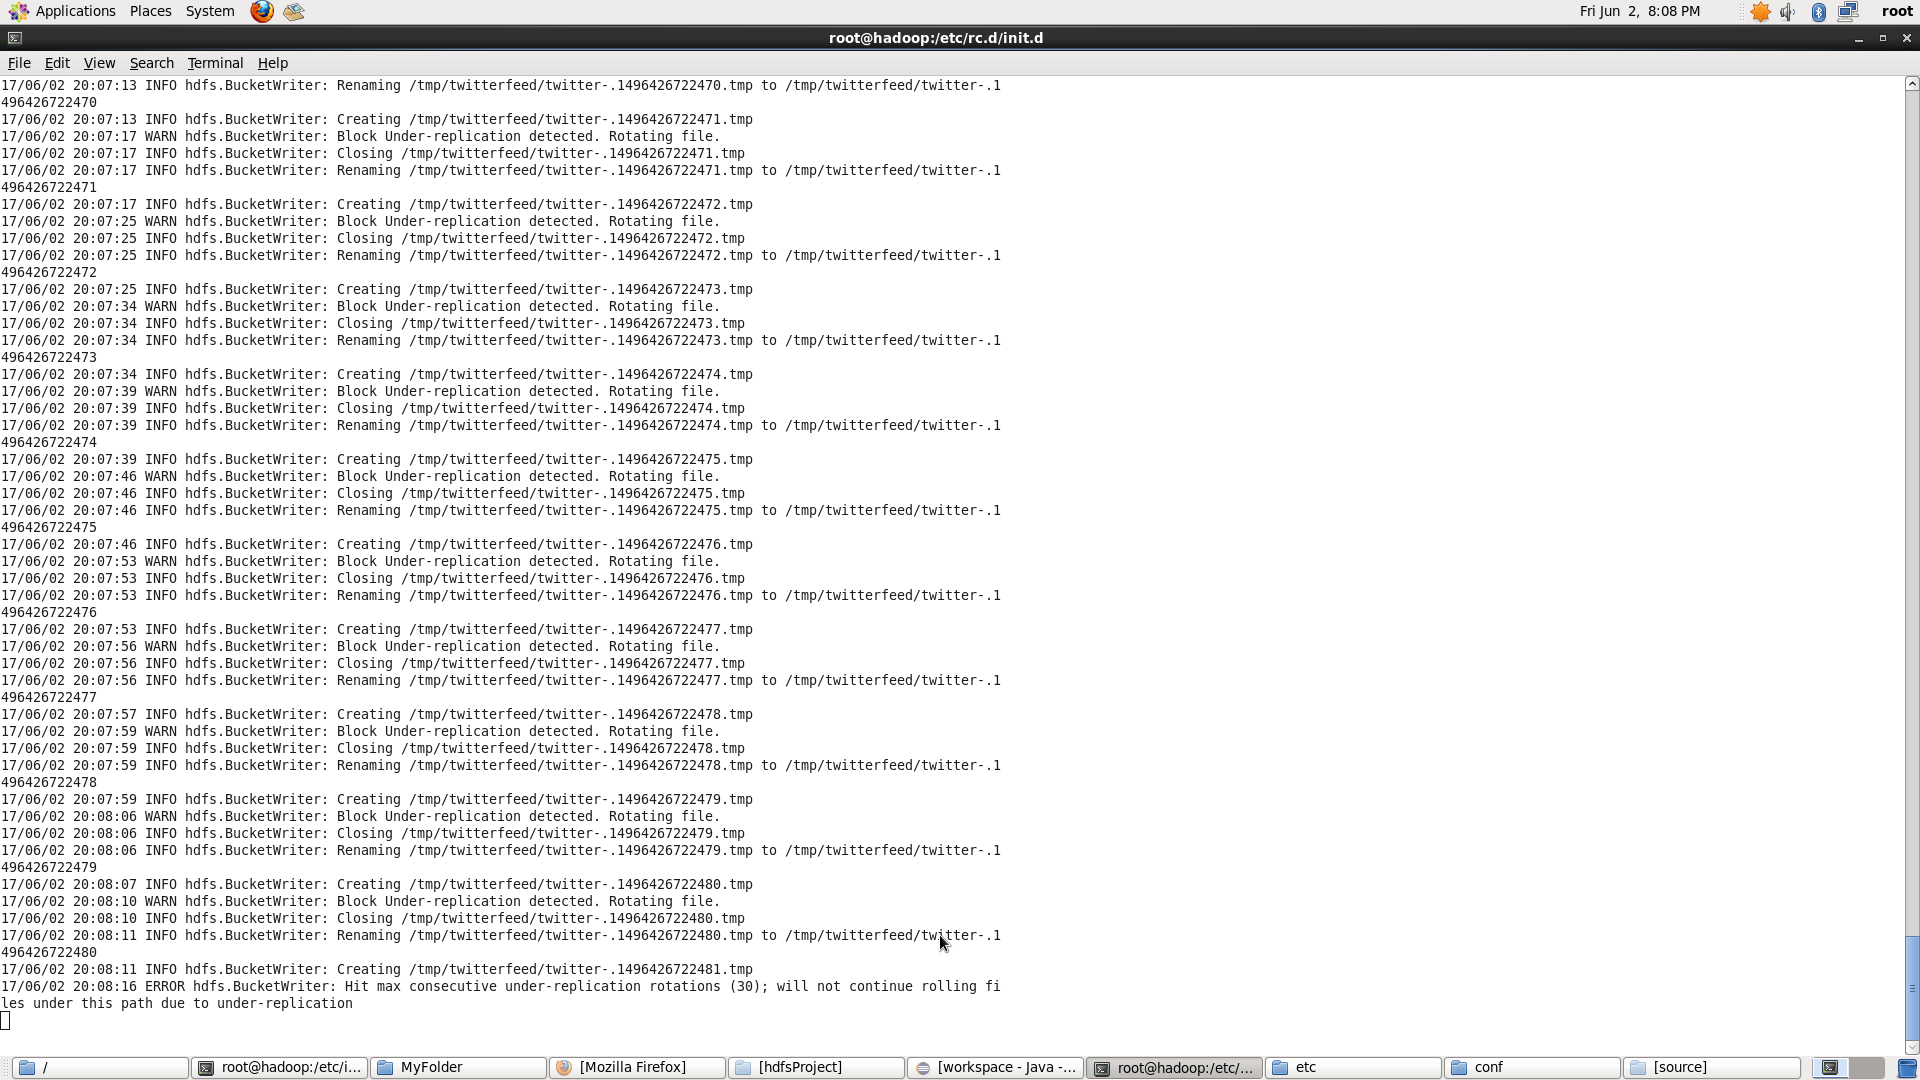 Applications Places System Fri Jun 2, 8:08 PM root
root@hadoop:/etc/rc.d/init.d
File Edit View Search Terminal Help
17/06/02 20:07:13 INFO hdfs.BucketWriter: Renaming /tmp/twitterfeed/twitter-.1496426722470.tmp to /tmp/twitterfeed/twitter-.1
496426722470
17/06/02 20:07:13 INFO hdfs.BucketWriter: Creating /tmp/twitterfeed/twitter-.1496426722471.tmp
17/06/02 20:07:17 WARN hdfs.BucketWriter: Block Under-replication detected. Rotating file.
17/06/02 20:07:17 INFO hdfs.BucketWriter: Closing /tmp/twitterfeed/twitter-.1496426722471.tmp
17/06/02 20:07:17 INFO hdfs.BucketWriter: Renaming /tmp/twitterfeed/twitter-.1496426722471.tmp to /tmp/twitterfeed/twitter-.1
496426722471
17/06/02 20:07:17 INFO hdfs.BucketWriter: Creating /tmp/twitterfeed/twitter-.1496426722472.tmp
17/06/02 20:07:25 WARN hdfs.BucketWriter: Block Under-replication detected. Rotating file.
17/06/02 20:07:25 INFO hdfs.BucketWriter: Closing /tmp/twitterfeed/twitter-.1496426722472.tmp
17/06/02 20:07:25 INFO hdfs.BucketWriter: Renaming /tmp/twitterfeed/twitter-.1496426722472.tmp to /tmp/twitterfeed/twitter-.1
496426722472
17/06/02 20:07:25 INFO hdfs.BucketWriter: Creating /tmp/twitterfeed/twitter-.1496426722473.tmp
17/06/02 20:07:34 WARN hdfs.BucketWriter: Block Under-replication detected. Rotating file.
17/06/02 20:07:34 INFO hdfs.BucketWriter: Closing /tmp/twitterfeed/twitter-.1496426722473.tmp
17/06/02 20:07:34 INFO hdfs.BucketWriter: Renaming /tmp/twitterfeed/twitter-.1496426722473.tmp to /tmp/twitterfeed/twitter-.1
496426722473
17/06/02 20:07:34 INFO hdfs.BucketWriter: Creating /tmp/twitterfeed/twitter-.1496426722474.tmp
17/06/02 20:07:39 WARN hdfs.BucketWriter: Block Under-replication detected. Rotating file.
17/06/02 20:07:39 INFO hdfs.BucketWriter: Closing /tmp/twitterfeed/twitter-.1496426722474.tmp
17/06/02 20:07:39 INFO hdfs.BucketWriter: Renaming /tmp/twitterfeed/twitter-.1496426722474.tmp to /tmp/twitterfeed/twitter-.1
496426722474
17/06/02 20:07:39 INFO hdfs.BucketWriter: Creating /tmp/twitterfeed/twitter-.1496426722475.tmp
17/06/02 20:07:46 WARN hdfs.BucketWriter: Block Under-replication detected. Rotating file.
17/06/02 20:07:46 INFO hdfs.BucketWriter: Closing /tmp/twitterfeed/twitter-.1496426722475.tmp
17/06/02 20:07:46 INFO hdfs.BucketWriter: Renaming /tmp/twitterfeed/twitter-.1496426722475.tmp to /tmp/twitterfeed/twitter-.1
496426722475
17/06/02 20:07:46 INFO hdfs.BucketWriter: Creating /tmp/twitterfeed/twitter-.1496426722476.tmp
17/06/02 20:07:53 WARN hdfs.BucketWriter: Block Under-replication detected. Rotating file.
17/06/02 20:07:53 INFO hdfs.BucketWriter: Closing /tmp/twitterfeed/twitter-.1496426722476.tmp
17/06/02 20:07:53 INFO hdfs.BucketWriter: Renaming /tmp/twitterfeed/twitter-.1496426722476.tmp to /tmp/twitterfeed/twitter-.1
496426722476
17/06/02 20:07:53 INFO hdfs.BucketWriter: Creating /tmp/twitterfeed/twitter-.1496426722477.tmp
17/06/02 20:07:56 WARN hdfs.BucketWriter: Block Under-replication detected. Rotating file.
17/06/02 20:07:56 INFO hdfs.BucketWriter: Closing /tmp/twitterfeed/twitter-.1496426722477.tmp
17/06/02 20:07:56 INFO hdfs.BucketWriter: Renaming /tmp/twitterfeed/twitter-.1496426722477.tmp to /tmp/twitterfeed/twitter-.1
496426722477
17/06/02 20:07:57 INFO hdfs.BucketWriter: Creating /tmp/twitterfeed/twitter-.1496426722478.tmp
17/06/02 20:07:59 WARN hdfs.BucketWriter: Block Under-replication detected. Rotating file.
17/06/02 20:07:59 INFO hdfs.BucketWriter: Closing /tmp/twitterfeed/twitter-.1496426722478.tmp
17/06/02 20:07:59 INFO hdfs.BucketWriter: Renaming /tmp/twitterfeed/twitter-.1496426722478.tmp to /tmp/twitterfeed/twitter-.1
496426722478
17/06/02 20:07:59 INFO hdfs.BucketWriter: Creating /tmp/twitterfeed/twitter-.1496426722479.tmp
17/06/02 20:08:06 WARN hdfs.BucketWriter: Block Under-replication detected. Rotating file.
17/06/02 20:08:06 INFO hdfs.BucketWriter: Closing /tmp/twitterfeed/twitter-.1496426722479.tmp
17/06/02 20:08:06 INFO hdfs.BucketWriter: Renaming /tmp/twitterfeed/twitter-.1496426722479.tmp to /tmp/twitterfeed/twitter-.1
496426722479
17/06/02 20:08:07 INFO hdfs.BucketWriter: Creating /tmp/twitterfeed/twitter-.1496426722480.tmp
17/06/02 20:08:10 WARN hdfs.BucketWriter: Block Under-replication detected. Rotating file.
17/06/02 20:08:10 INFO hdfs.BucketWriter: Closing /tmp/twitterfeed/twitter-.1496426722480.tmp
17/06/02 20:08:11 INFO hdfs.BucketWriter: Renaming /tmp/twitterfeed/twitter-.1496426722480.tmp to /tmp/twitterfeed/twitter-.1
496426722480
17/06/02 20:08:11 INFO hdfs.BucketWriter: Creating /tmp/twitterfeed/twitter-.1496426722481.tmp
17/06/02 20:08:16 ERROR hdfs.BucketWriter: Hit max consecutive under-replication rotations (30); will not continue rolling fi
les under this path due to under-replication
/ root@hadoop:/etc/i... MyFolder [Mozilla Firefox] [hdfsProject] [workspace - Java -... root@hadoop:/etc/... etc conf [source]